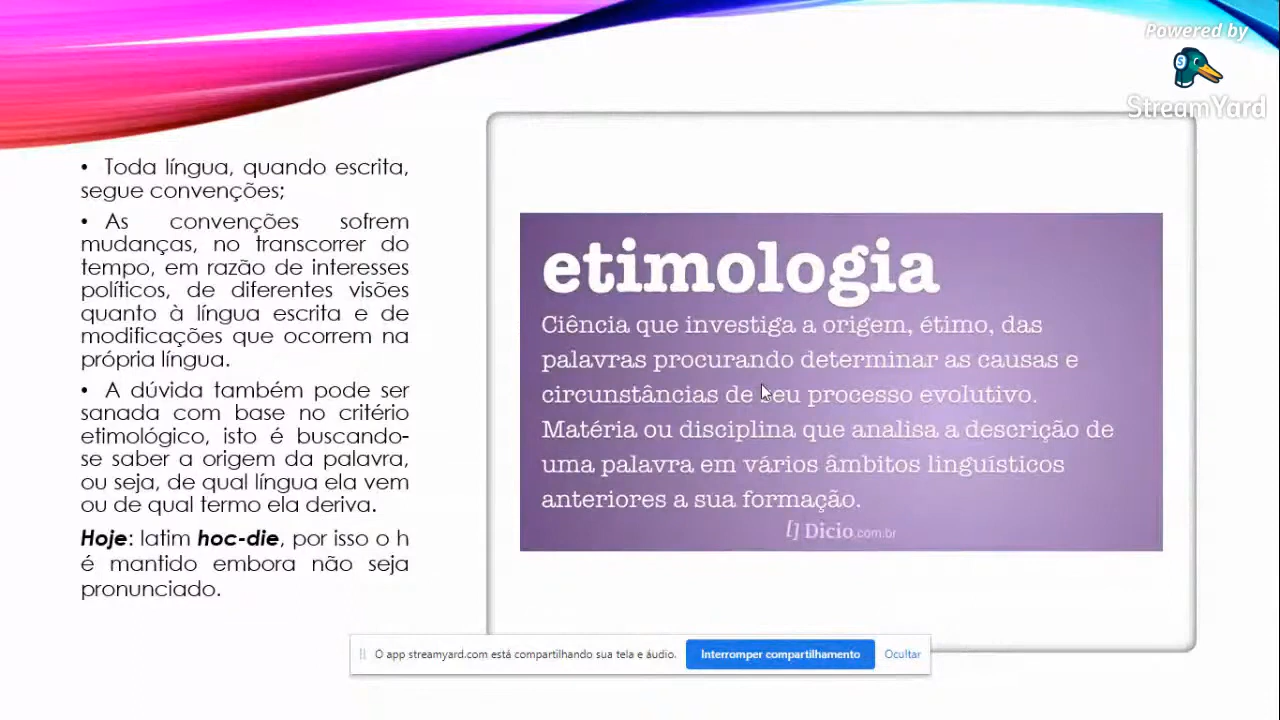 Powered by
StreamYard
• Toda língua, quando escrita,
segue convenções;
• As convenções sofrem
mudanças, no transcorrer do
tempo, em razão de interesses
políticos, de diferentes visões
quanto à língua escrita e de
modificações que ocorrem na
própria língua.
• A dúvida também pode ser
sanada com base no critério
etimológico, isto é buscando-
se saber a origem da palavra,
ou seja, de qual língua ela vem
ou de qual termo ela deriva.
Hoje: latim hoc-die, por isso o h
é mantido embora não seja
pronunciado.
etimologia
Ciência que investiga a origem, étimo, das
palavras procurando determinar as causas e
circunstâncias de seu processo evolutivo.
Matéria ou disciplina que analisa a descrição de
uma palavra em vários âmbitos linguísticos
anteriores a sua formação.
[] Dicio.com.br
O app streamyard.com está compartilhando sua tela e áudio. Interromper compartilhamento Ocultar